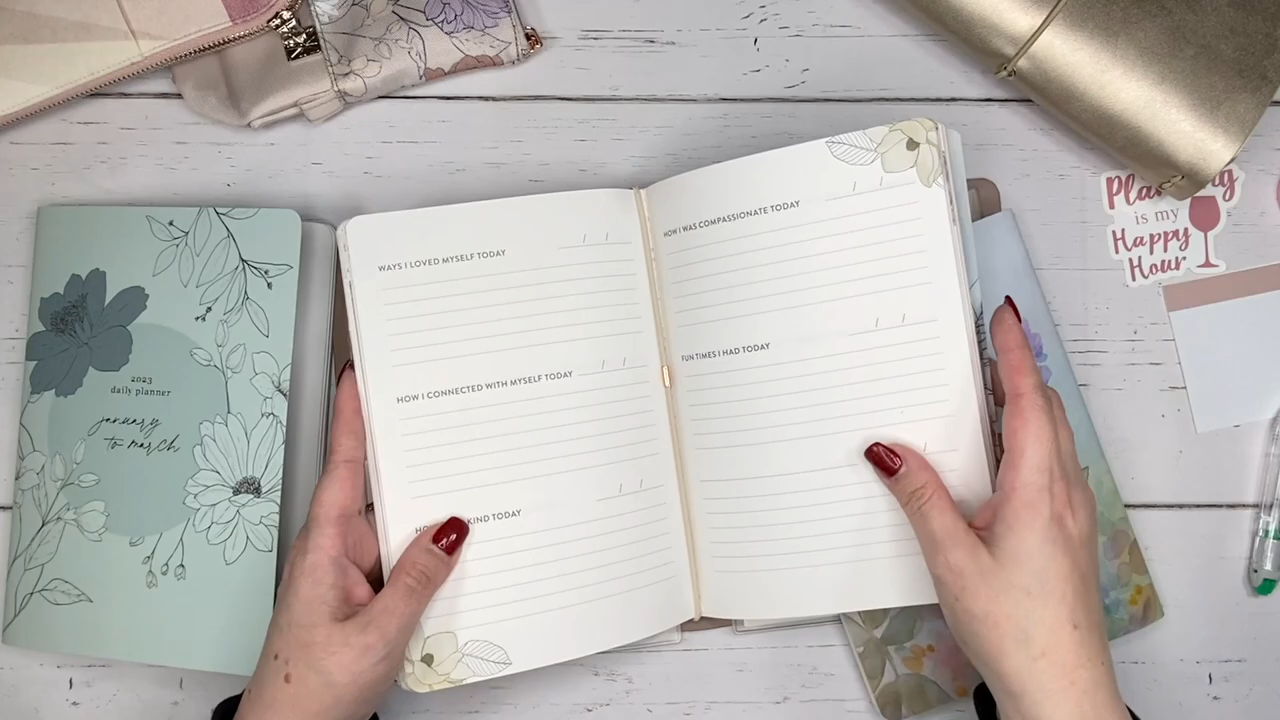 2023
daily planner
january
to march
WAYS I LOVED MYSELF TODAY
/ /
HOW I CONNECTED WITH MYSELF TODAY
/ /
KIND TODAY
/ /
HOW I WAS COMPASSIONATE TODAY
/ /
FUN TIMES I HAD TODAY
/ /
is my
Happy
Hour